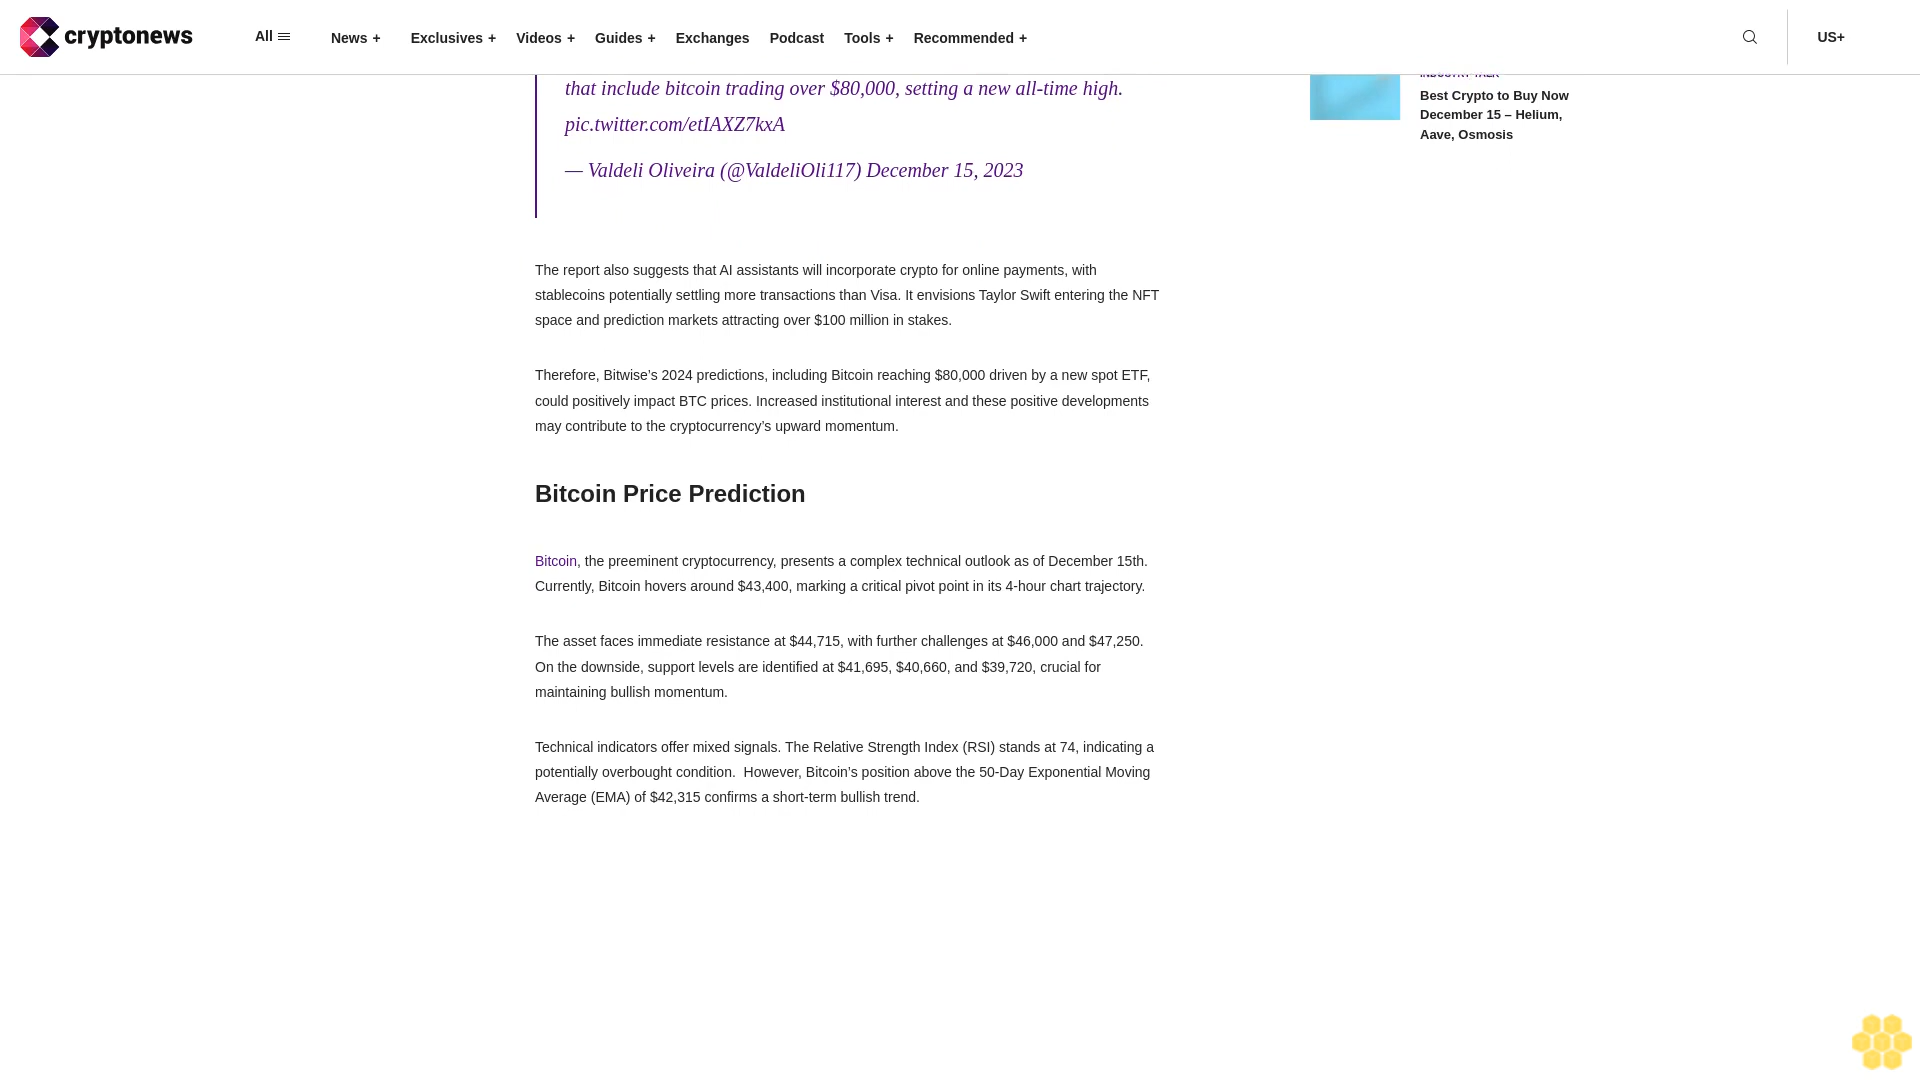 cryptonews
All
News +
Exclusives +
Videos +
Guides +
Exchanges
Podcast
Tools +
Recommended +
US+
that include bitcoin trading over $80,000, setting a new all-time high.
pic.twitter.com/etIAXZ7kxA
— Valdeli Oliveira (@ValdeliOli117) December 15, 2023
The report also suggests that AI assistants will incorporate crypto for online payments, with
stablecoins potentially settling more transactions than Visa. It envisions Taylor Swift entering the NFT
space and prediction markets attracting over $100 million in stakes.
Therefore, Bitwise’s 2024 predictions, including Bitcoin reaching $80,000 driven by a new spot ETF,
could positively impact BTC prices. Increased institutional interest and these positive developments
may contribute to the cryptocurrency’s upward momentum.
Bitcoin Price Prediction
Bitcoin, the preeminent cryptocurrency, presents a complex technical outlook as of December 15th.
Currently, Bitcoin hovers around $43,400, marking a critical pivot point in its 4-hour chart trajectory.
The asset faces immediate resistance at $44,715, with further challenges at $46,000 and $47,250.
On the downside, support levels are identified at $41,695, $40,660, and $39,720, crucial for
maintaining bullish momentum.
Technical indicators offer mixed signals. The Relative Strength Index (RSI) stands at 74, indicating a
potentially overbought condition.  However, Bitcoin’s position above the 50-Day Exponential Moving
Average (EMA) of $42,315 confirms a short-term bullish trend.
INDUSTRY TALK
Best Crypto to Buy Now
December 15 – Helium,
Aave, Osmosis